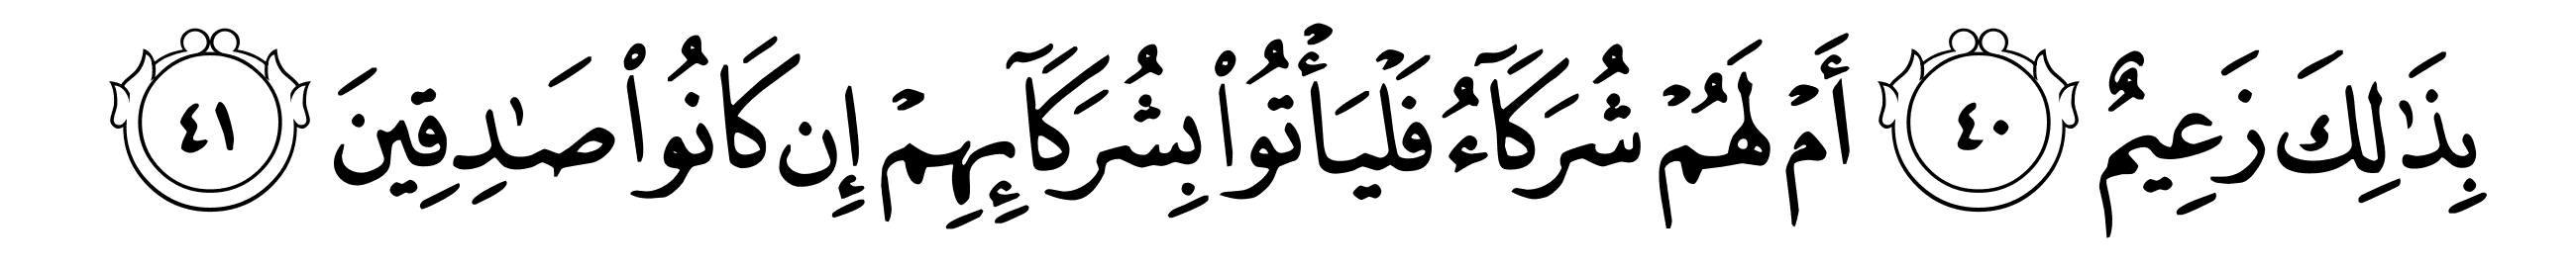 بِذَٰلِكَ زَعِيمٌ ٤٠ أَمْ لَهُمْ شُرَكَآءُ فَلْيَأْتُوا۟ بِشُرَكَآئِهِمْ إِن كَانُوا۟ صَـٰدِقِينَ ٤١